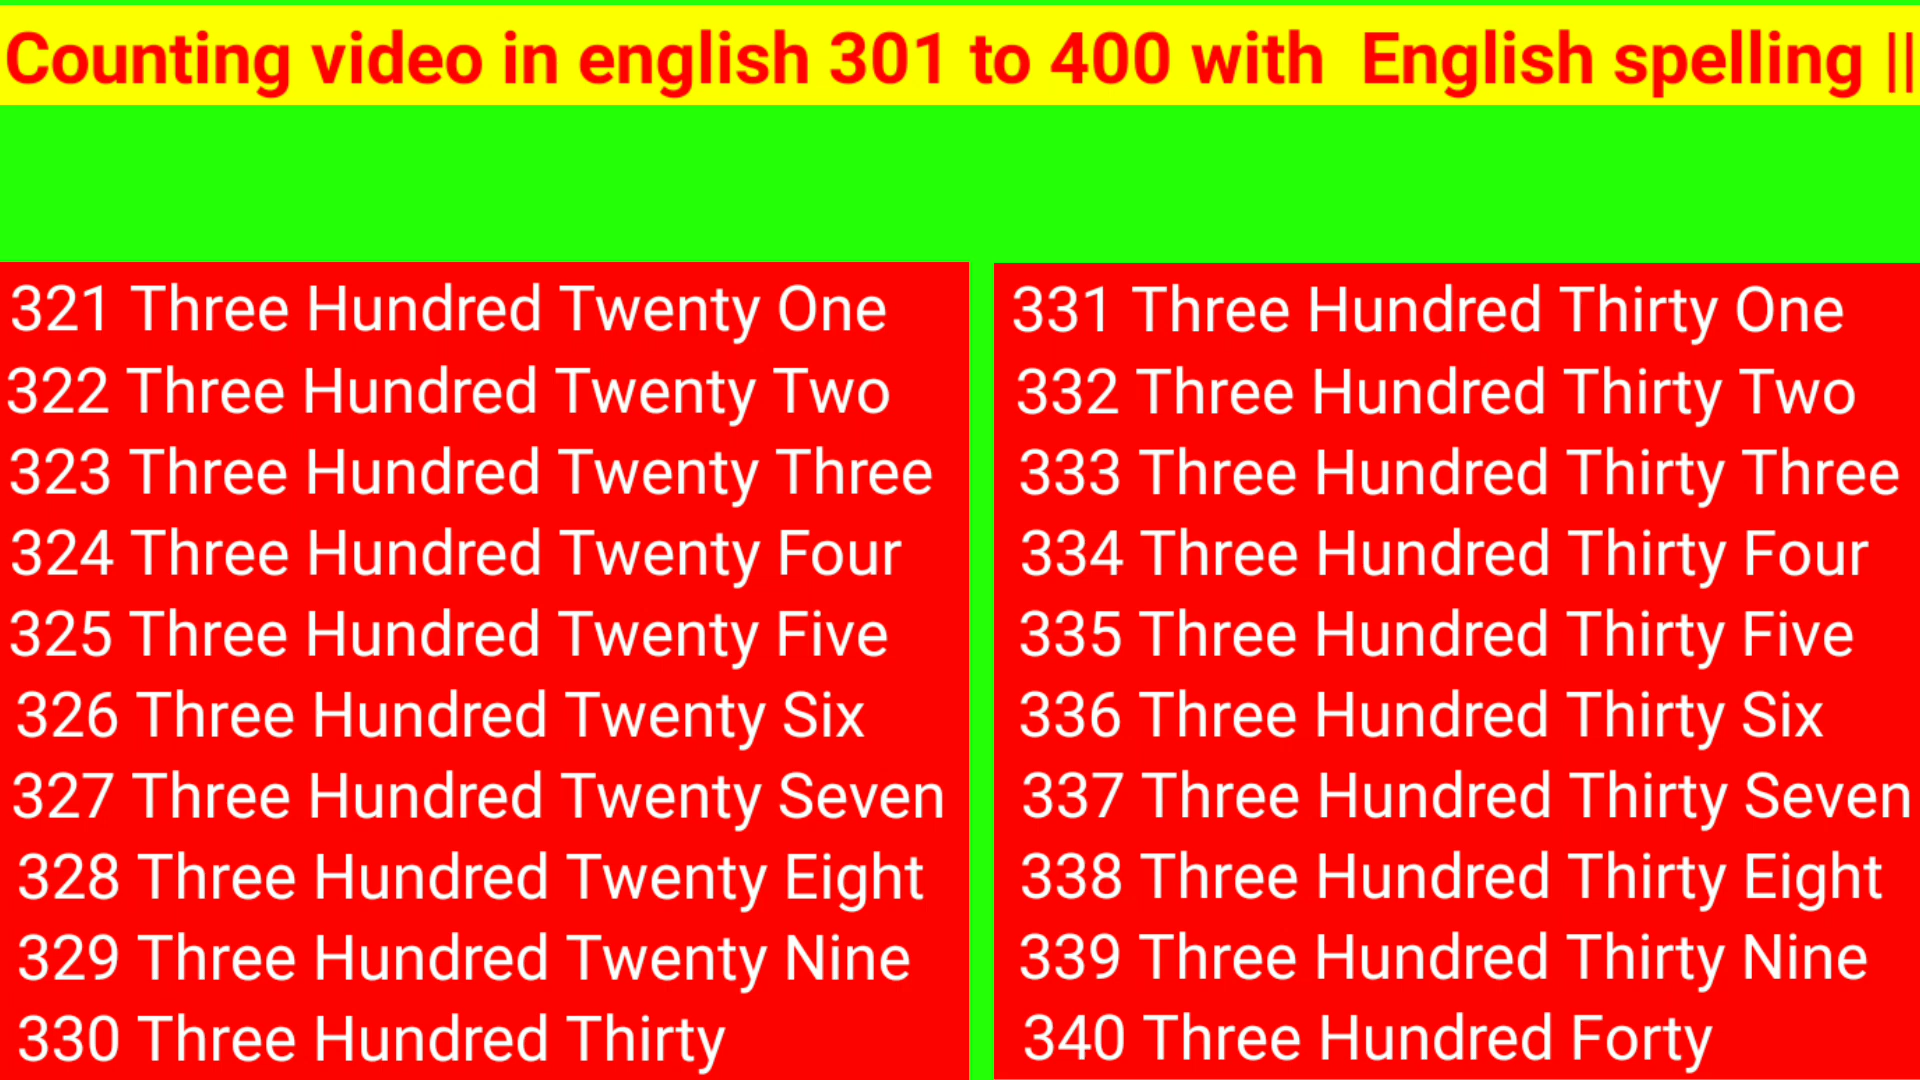 Counting video in english 301 to 400 with  English spelling ||
321 Three Hundred Twenty One
322 Three Hundred Twenty Two
323 Three Hundred Twenty Three
324 Three Hundred Twenty Four
325 Three Hundred Twenty Five
326 Three Hundred Twenty Six
327 Three Hundred Twenty Seven
328 Three Hundred Twenty Eight
329 Three Hundred Twenty Nine
330 Three Hundred Thirty
331 Three Hundred Thirty One
332 Three Hundred Thirty Two
333 Three Hundred Thirty Three
334 Three Hundred Thirty Four
335 Three Hundred Thirty Five
336 Three Hundred Thirty Six
337 Three Hundred Thirty Seven
338 Three Hundred Thirty Eight
339 Three Hundred Thirty Nine
340 Three Hundred Forty